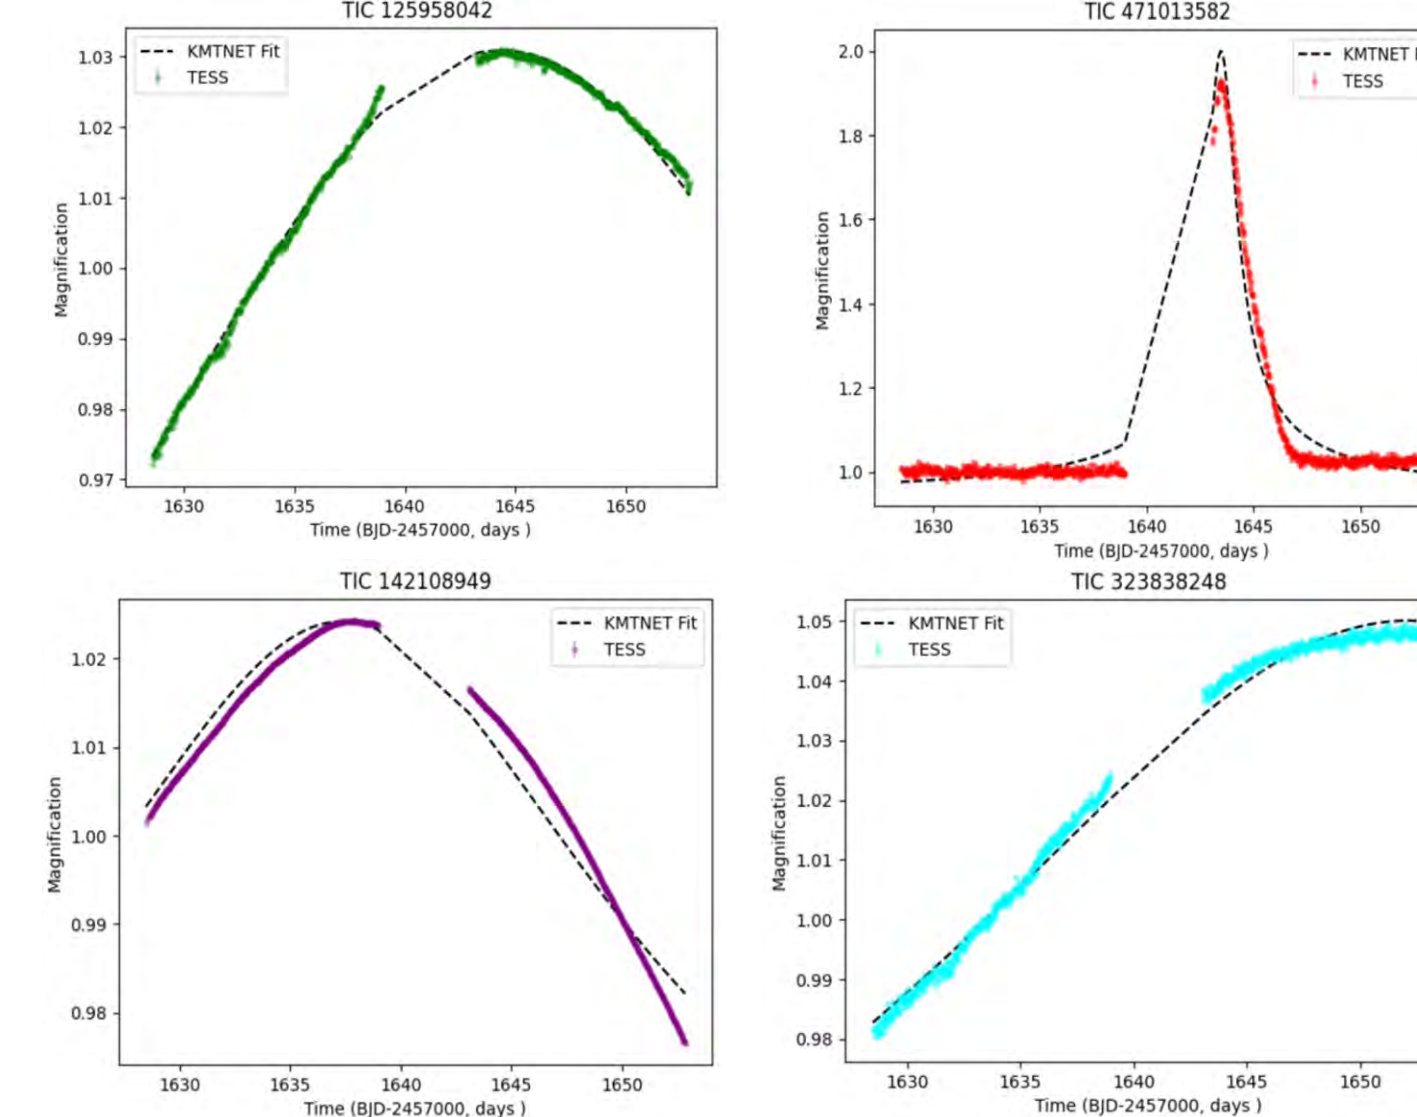 TIC 125958042
KMTNET Fit
TESS
1.03
1.02
1.01
1.00
0.99
0.98
0.97
Magnification
1630 1635 1640 1645 1650
Time (BJD-2457000, days )
TIC 471013582
KMTNET F
TESS
2.0
1.8
1.6
1.4
1.2
1.0
Magnification
1630 1635 1640 1645 1650
Time (BJD-2457000, days )
TIC 142108949
KMTNET Fit
TESS
1.02
1.01
1.00
0.99
0.98
Magnification
1630 1635 1640 1645 1650
Time (BJD-2457000, days )
TIC 323838248
KMTNET Fit
TESS
1.05
1.04
1.03
1.02
1.01
1.00
0.99
0.98
Magnification
1630 1635 1640 1645 1650
Time (BJD-2457000, days )